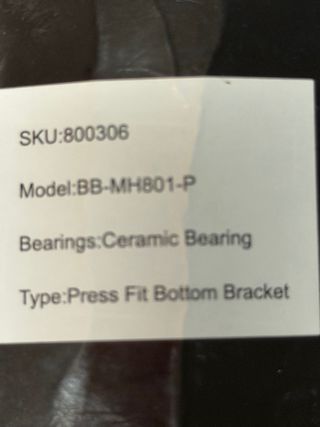 SKU:800306
Model:BB-MH801-P
Bearings:Ceramic Bearing
Type:Press Fit Bottom Bracket